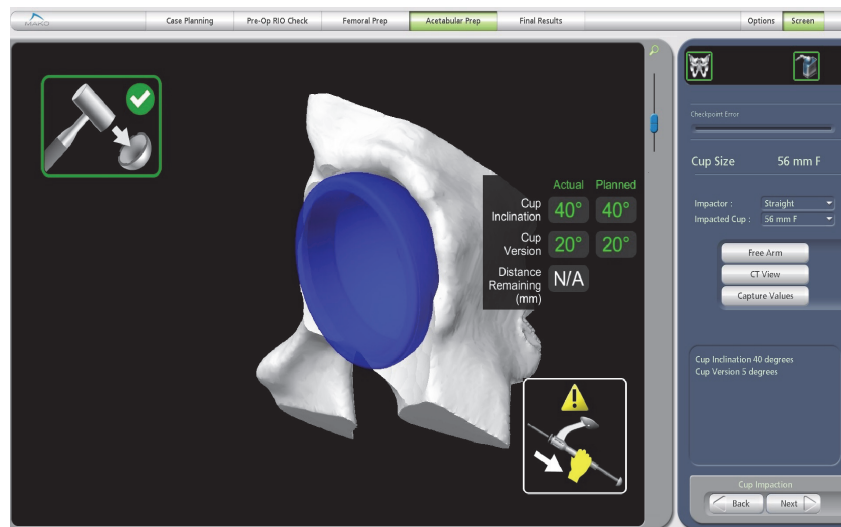 MAKO
Case Planning
Pre-Op RIO Check
Femoral Prep
Acetabular Prep
Final Results
Options
Screen
Checkpoint Error
Cup Size 56 mm F
Impactor : Straight
Impacted Cup : 56 mm F
Free Arm
CT View
Capture Values
Actual Planned
Cup
Inclination 40° 40°
Cup
Version 20° 20°
Distance
Remaining N/A
(mm)
Cup Inclination 40 degrees
Cup Version 5 degrees
Cup Impaction
Back Next